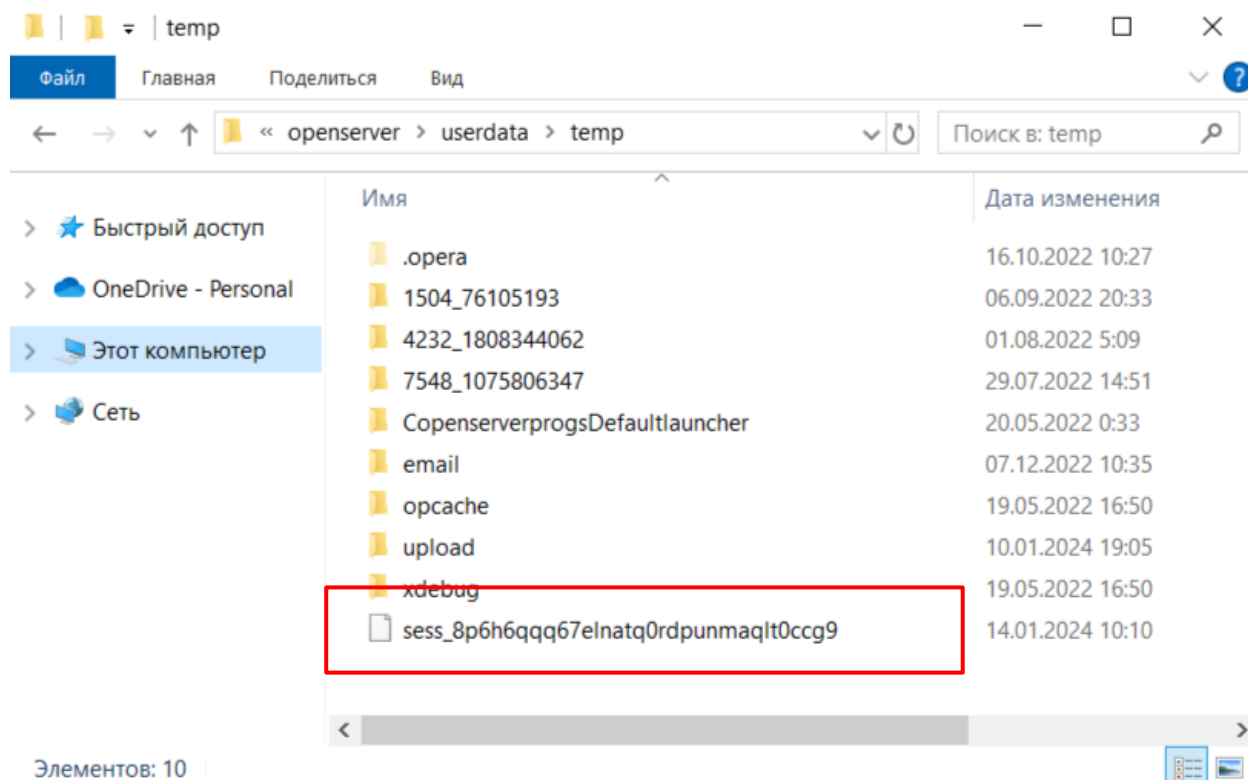 temp
Файл Главная Поделиться Вид
« openserver > userdata > temp Поиск в: temp
Имя Дата изменения
Быстрый доступ
OneDrive - Personal
Этот компьютер
Сеть
.opera 16.10.2022 10:27
1504_76105193 06.09.2022 20:33
4232_1808344062 01.08.2022 5:09
7548_1075806347 29.07.2022 14:51
CopenserverprogsDefaultlauncher 20.05.2022 0:33
email 07.12.2022 10:35
opcache 19.05.2022 16:50
upload 10.01.2024 19:05
xdebug 19.05.2022 16:50
sess_8p6h6qqq67elnatq0rdpunmaqlt0ccg9 14.01.2024 10:10
Элементов: 10